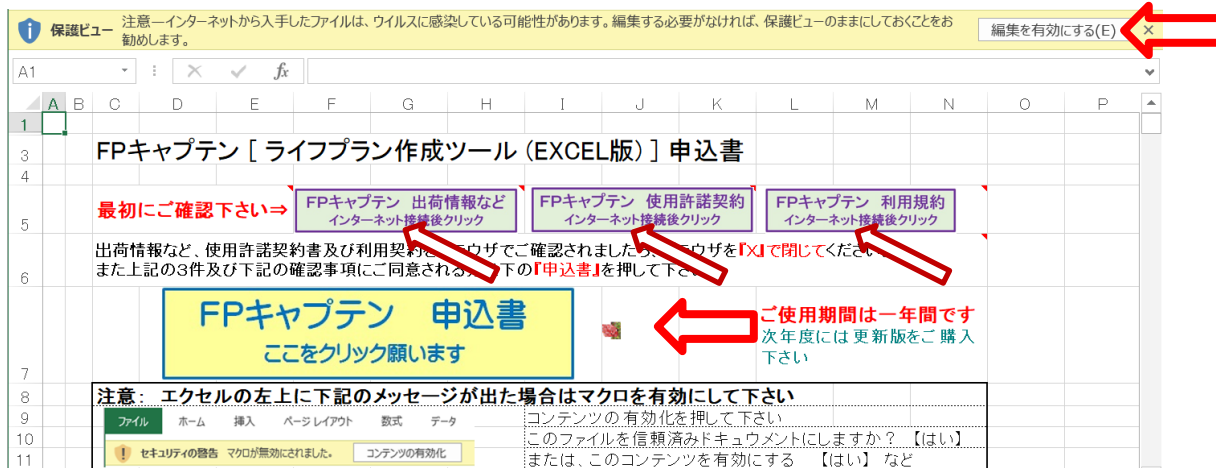 保護ビュー 注意—インターネットから入手したファイルは、ウイルスに感染している可能性があります。編集する必要がなければ、保護ビューのままにしておくことをお
勧めします。
編集を有効にする(E)
A1
fx
A B C D E F G H I J K L M N O P
1
3 FPキャプテン [ ライフプラン作成ツール (EXCEL版) ] 申込書
4
5 最初にご確認下さい⇒
FPキャプテン 出荷情報など
インターネット接続後クリック
FPキャプテン 使用許諾契約
インターネット接続後クリック
FPキャプテン 利用規約
インターネット接続後クリック
出荷情報など、使用許諾契約書及び利用契約を ラウザでご確認されましたら、 ラウザを『X』で閉じてください
6 また上記の3件及び下記の確認事項にご同意され 下の『申込書』を押して下さ
FPキャプテン 申込書
ここをクリック願います
ご使用期間は一年間です
次年度には更新版をご購入
下さい
7
8 注意: エクセルの左上に下記のメッセージが出た場合はマクロを有効にして下さい
9 ファイル ホーム 挿入 ページ レイアウト 数式 データ
コンテンツの有効化を押して下さい
10 このファイルを信頼済みドキュウメントにしますか? 【はい】
11 セキュリティの警告 マクロが無効にされました。 コンテンツの有効化
または、このコンテンツを有効にする 【はい】 など